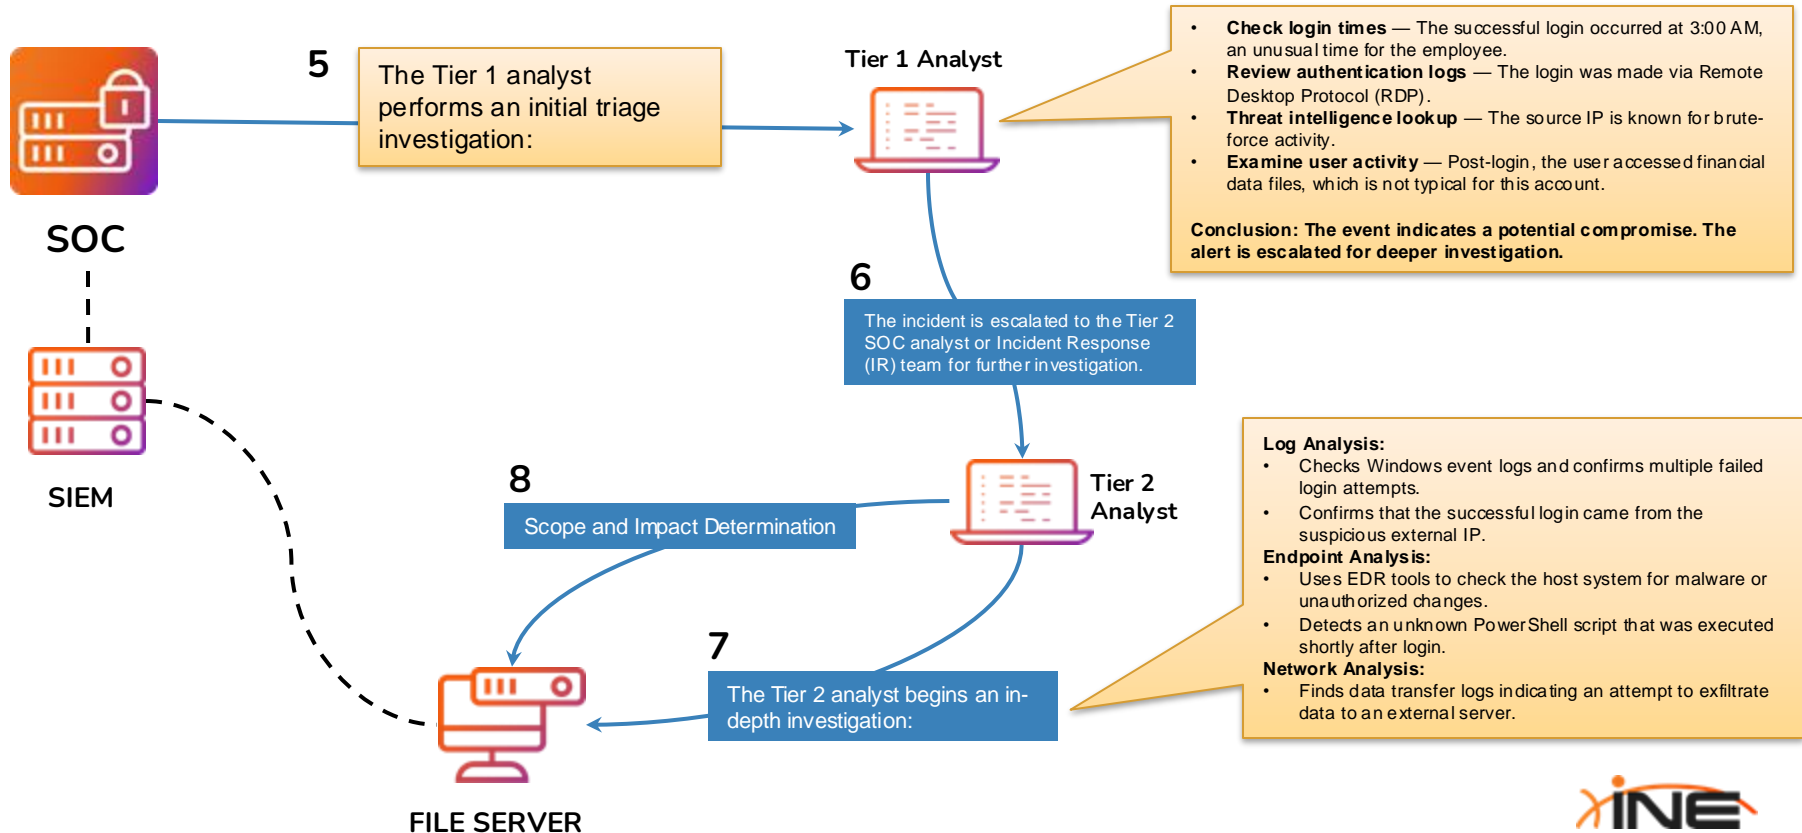 5
The Tier 1 analyst
performs an initial triage
investigation:
Tier 1 Analyst
• Check login times — The successful login occurred at 3:00 AM,
an unusual time for the employee.
• Review authentication logs — The login was made via Remote
Desktop Protocol (RDP).
• Threat intelligence lookup — The source IP is known for brute-
force activity.
• Examine user activity — Post-login, the user accessed financial
data files, which is not typical for this account.
Conclusion: The event indicates a potential compromise. The
alert is escalated for deeper investigation.
SOC
6
The incident is escalated to the Tier 2
SOC analyst or Incident Response
(IR) team for further investigation.
SIEM
8
Scope and Impact Determination
Tier 2
Analyst
Log Analysis:
• Checks Windows event logs and confirms multiple failed
login attempts.
• Confirms that the successful login came from the
suspicious external IP.
Endpoint Analysis:
• Uses EDR tools to check the host system for malware or
unauthorized changes.
• Detects an unknown PowerShell script that was executed
shortly after login.
Network Analysis:
• Finds data transfer logs indicating an attempt to exfiltrate
data to an external server.
7
The Tier 2 analyst begins an in-
depth investigation:
FILE SERVER
INE